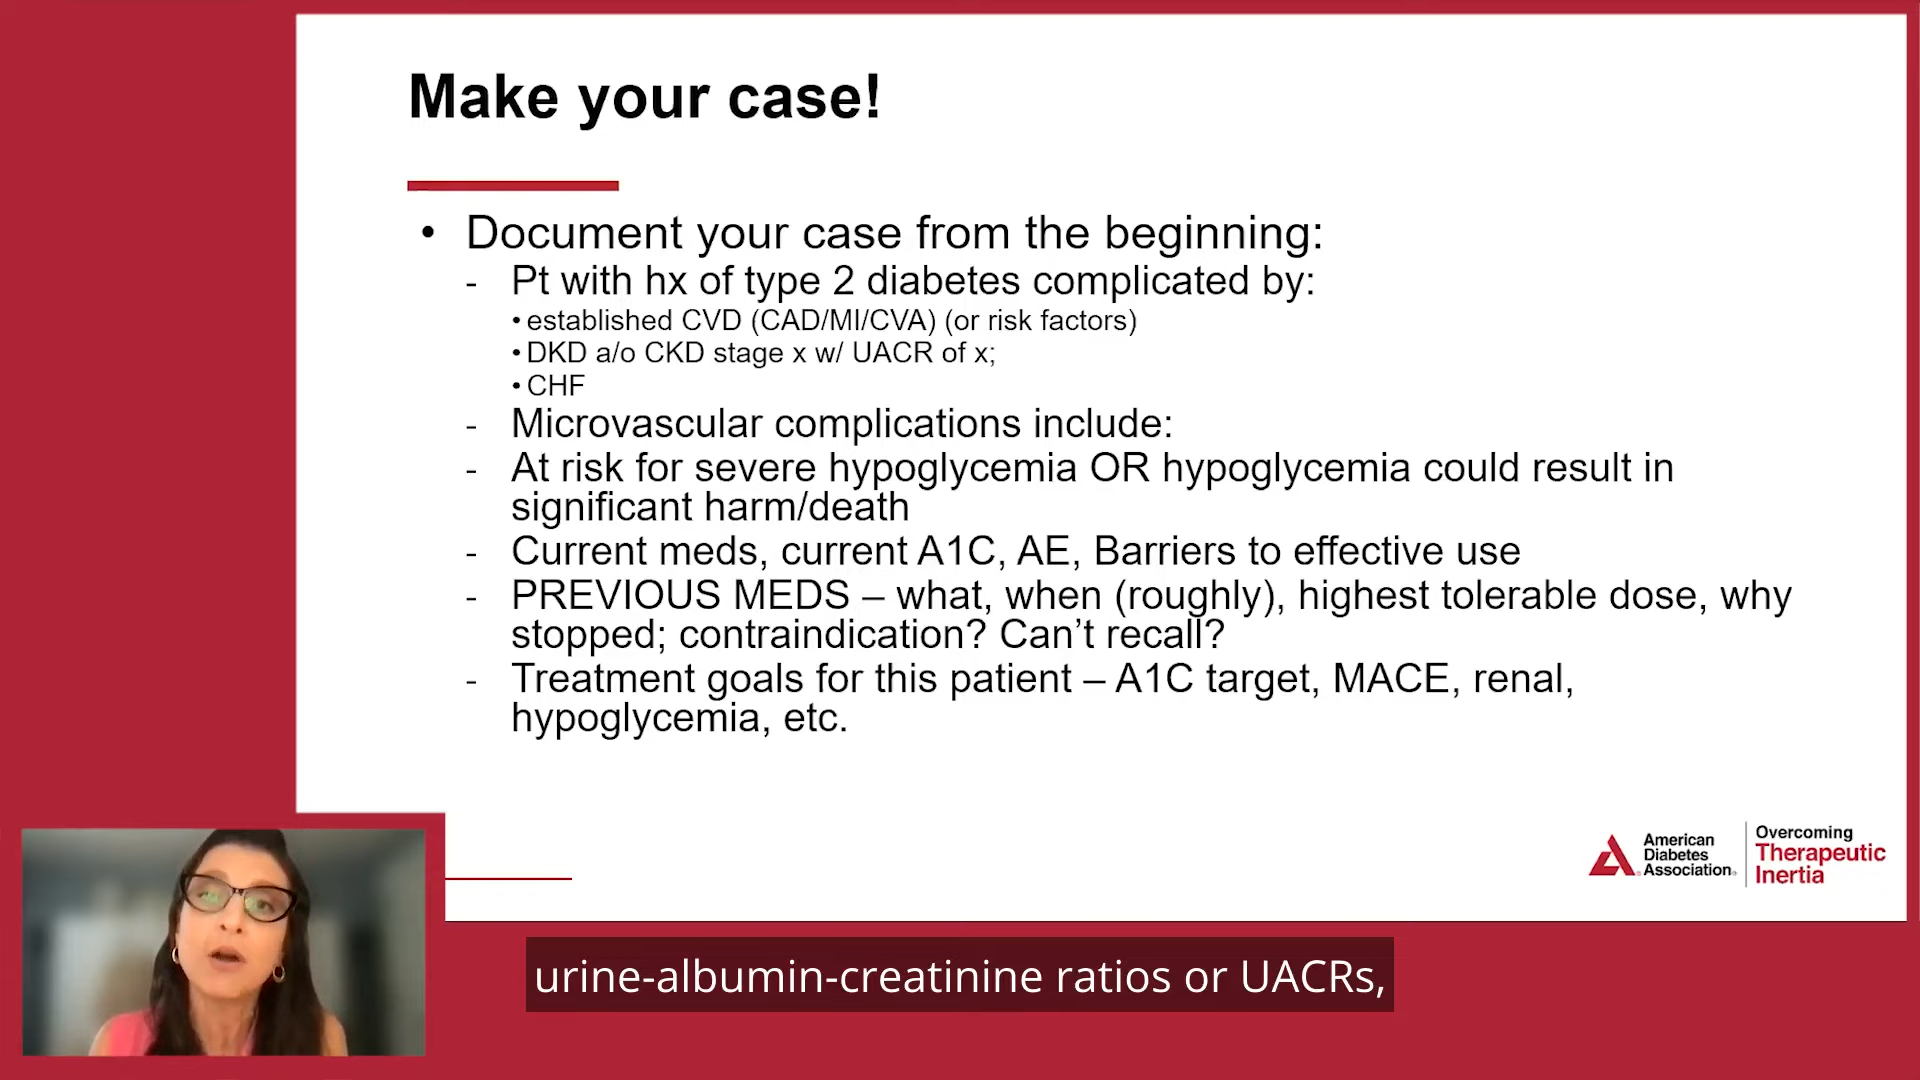 Make your case!
• Document your case from the beginning:
- Pt with hx of type 2 diabetes complicated by:
• established CVD (CAD/MI/CVA) (or risk factors)
• DKD a/o CKD stage x w/ UACR of x;
• CHF
- Microvascular complications include:
- At risk for severe hypoglycemia OR hypoglycemia could result in
significant harm/death
- Current meds, current A1C, AE, Barriers to effective use
- PREVIOUS MEDS – what, when (roughly), highest tolerable dose, why
stopped; contraindication? Can’t recall?
- Treatment goals for this patient – A1C target, MACE, renal,
hypoglycemia, etc.
American
Diabetes
Association®
Overcoming
Therapeutic
Inertia
urine-albumin-creatinine ratios or UACRs,